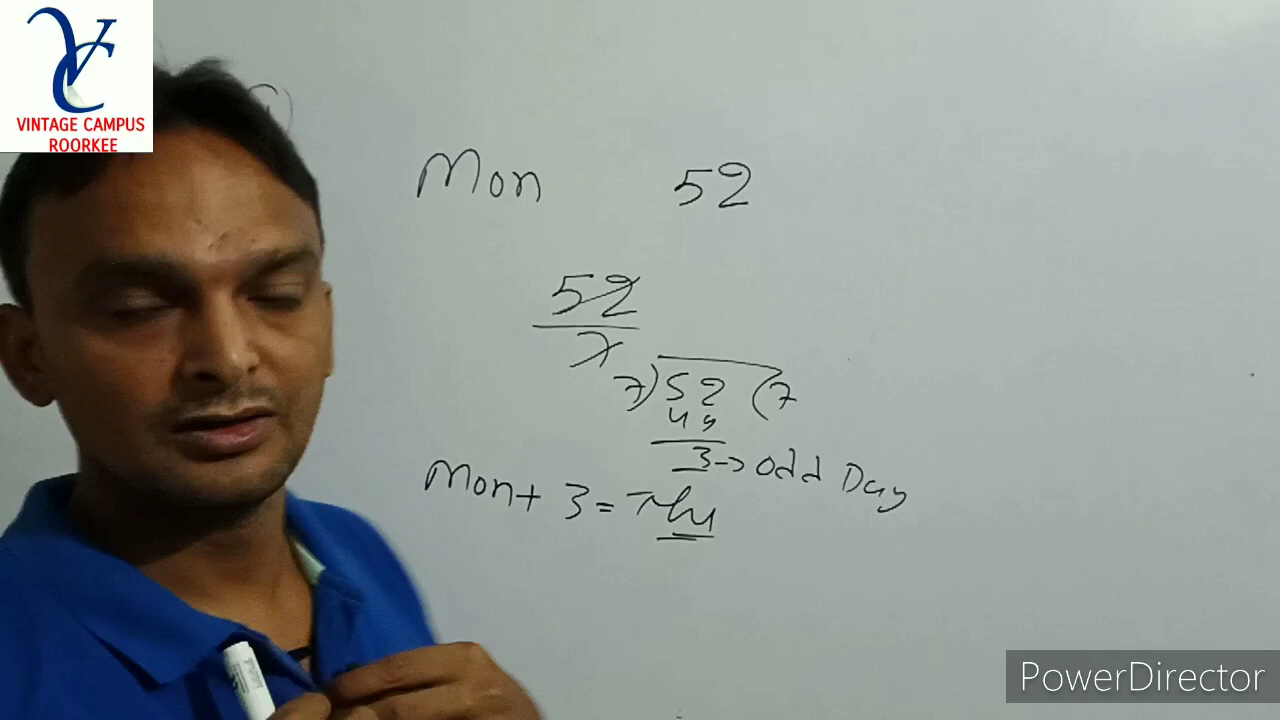 VINTAGE CAMPUS
ROORKEE
Mon 52
52
7
7) 52 (7
49
3 → Odd Day
Mon + 3 = Thu
PowerDirector